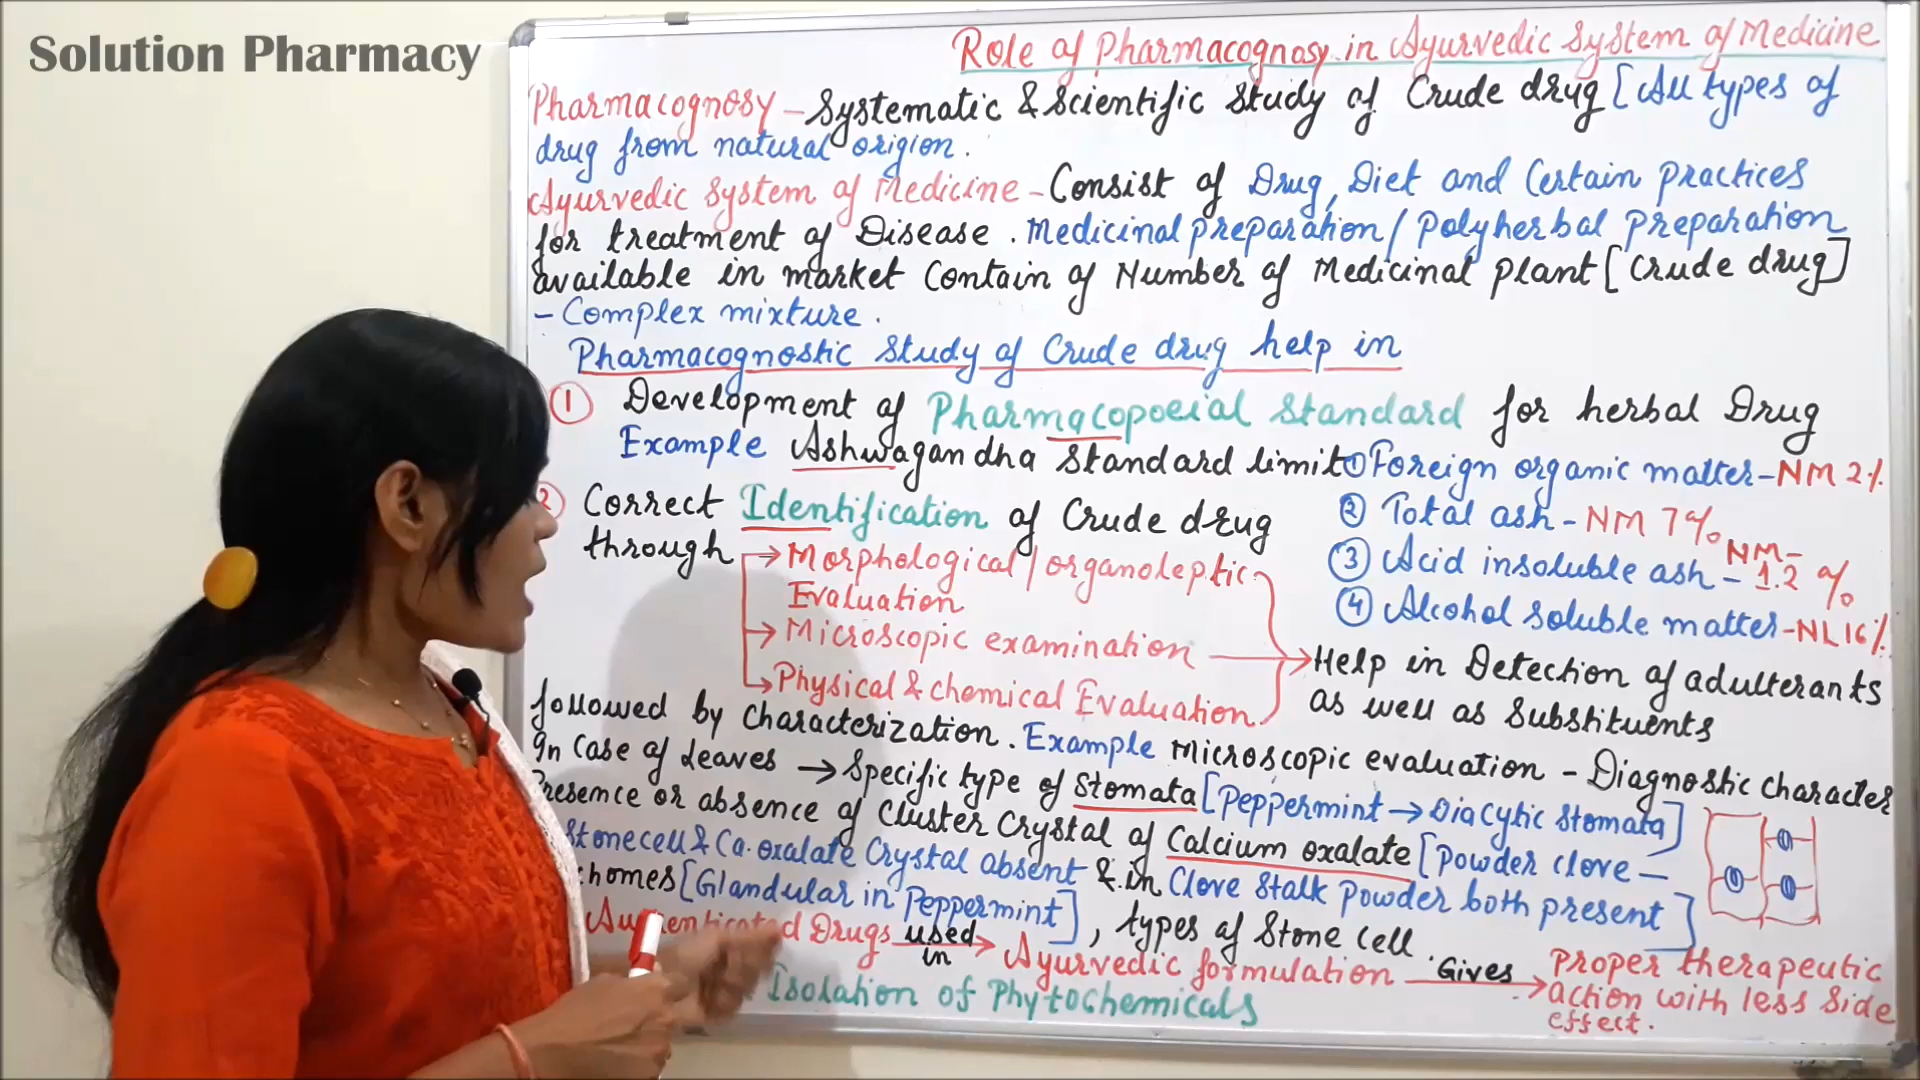 Solution Pharmacy
Role of Pharmacognosy in Ayurvedic System of Medicine
Pharmacognosy - Systematic & Scientific Study of Crude drug [All types of
drug from natural origion.
Ayurvedic System of Medicine - Consist of Drug, Diet and Certain Practices
for treatment of Disease. Medicinal preparation / Polyherbal Preparation
available in market Contain of Number of Medicinal plant [Crude drug]
- Complex mixture.
Pharmacognostic Study of Crude drug help in
1 Development of Pharmacopoeial Standard for herbal Drug
Example Ashwagandha Standard limit ① Foreign organic matter - NM 2%
2 Correct Identification of Crude drug
through
② Total ash - NM 7%
③ Acid insoluble ash - NM - 1.2 %
④ Alcohol soluble matter - NL 16%
→ Morphological / organoleptic
Evaluation
→ Microscopic examination
→ Physical & chemical Evaluation
→ Help in Detection of adulterants
as well as Substituents
followed by Characterization. Example Microscopic evaluation - Diagnostic character
In Case of Leaves → Specific type of Stomata [Peppermint → Diacytic Stomata]
Presence or absence of Cluster Crystal of Calcium oxalate [Powder clove -
Stone cell & Ca. oxalate Crystal absent & in Clove Stalk Powder both present]
chomes [Glandular in Peppermint], types of Stone Cell.
Drugs used in → Ayurvedic formulation Gives → Proper therapeutic
action with less Side
effect.
Isolation of Phytochemicals